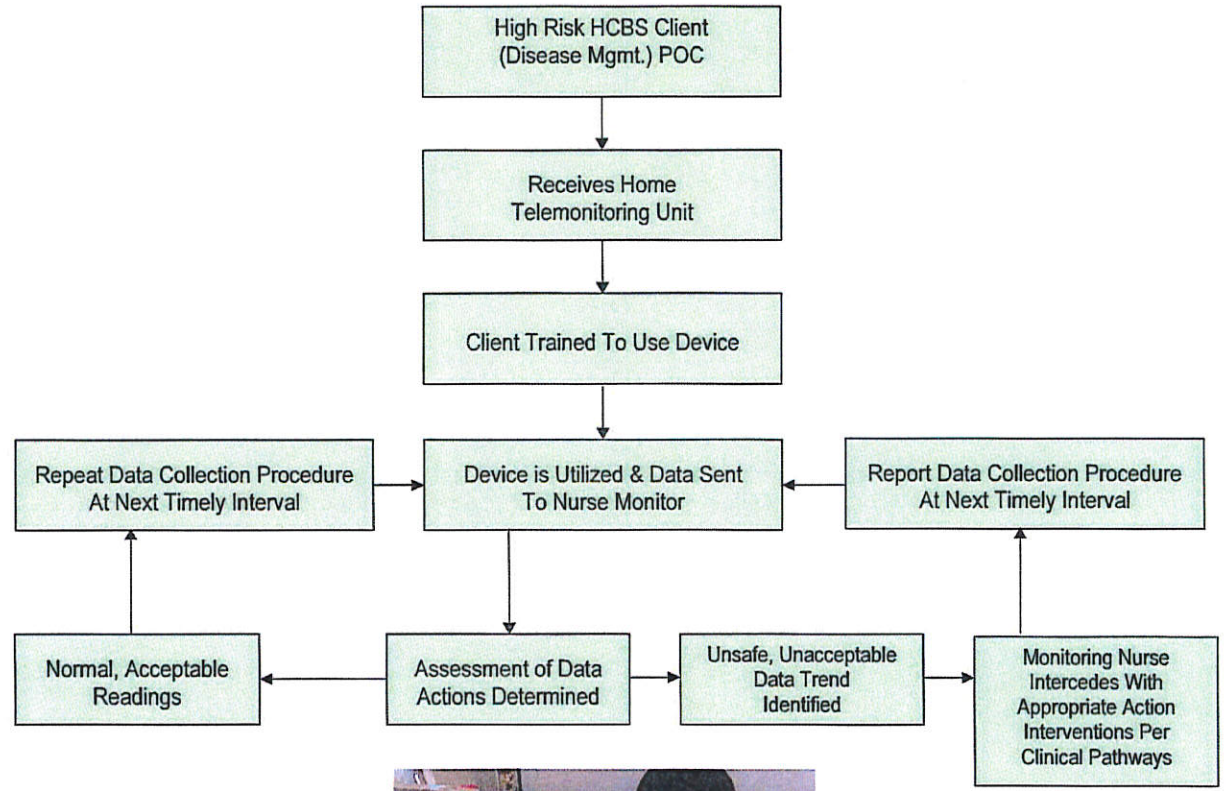 High Risk HCBS Client
(Disease Mgmt.) POC
Receives Home
Telemonitoring Unit
Client Trained To Use Device
Repeat Data Collection Procedure
At Next Timely Interval
Device is Utilized & Data Sent
To Nurse Monitor
Report Data Collection Procedure
At Next Timely Interval
Normal, Acceptable
Readings
Assessment of Data
Actions Determined
Unsafe, Unacceptable
Data Trend
Identified
Monitoring Nurse
Intercedes With
Appropriate Action
Interventions Per
Clinical Pathways